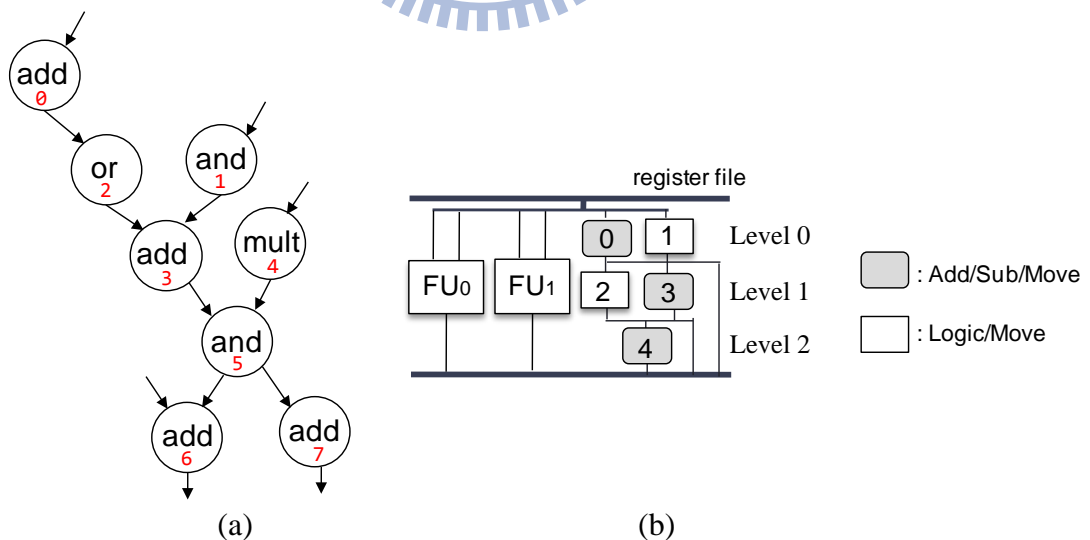 add
0
or
2
and
1
add
3
mult
4
and
5
add
6
add
7
(a)
register file
0
1
Level 0
FU0
FU1
2
3
Level 1
4
Level 2
: Add/Sub/Move
: Logic/Move
(b)